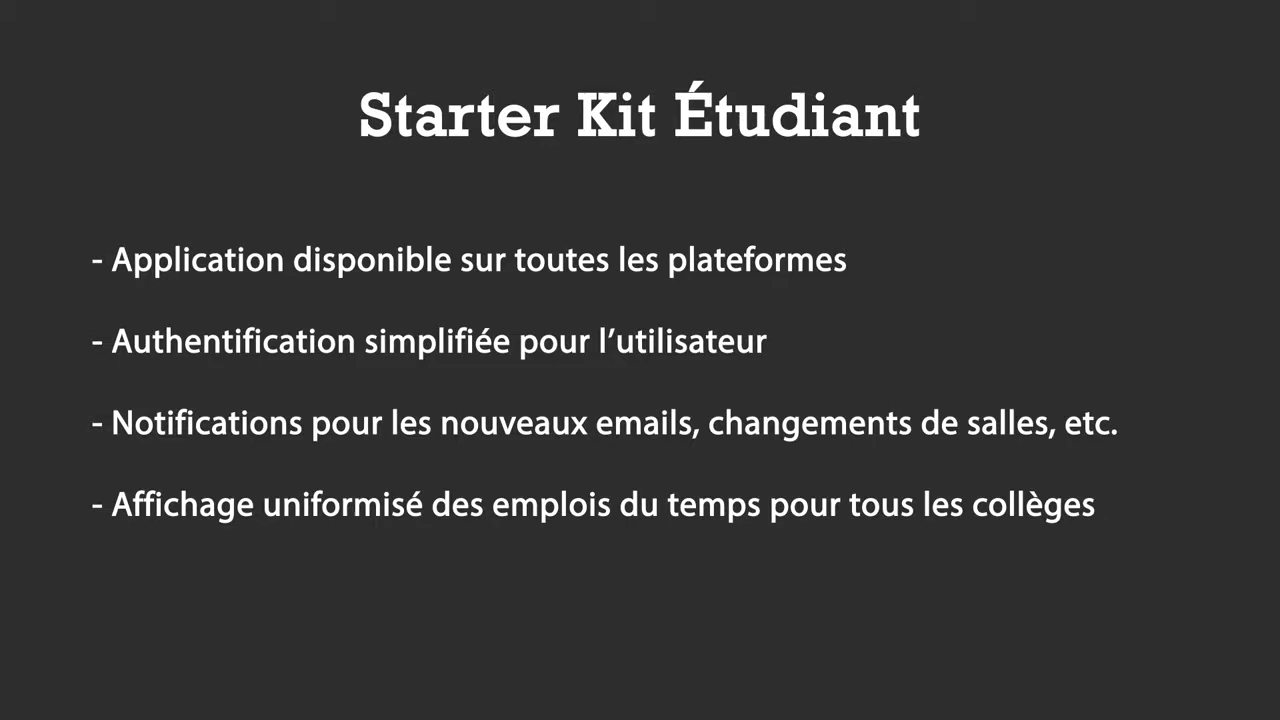 Starter Kit Étudiant
- Application disponible sur toutes les plateformes
- Authentification simplifiée pour l’utilisateur
- Notifications pour les nouveaux emails, changements de salles, etc.
- Affichage uniformisé des emplois du temps pour tous les collèges